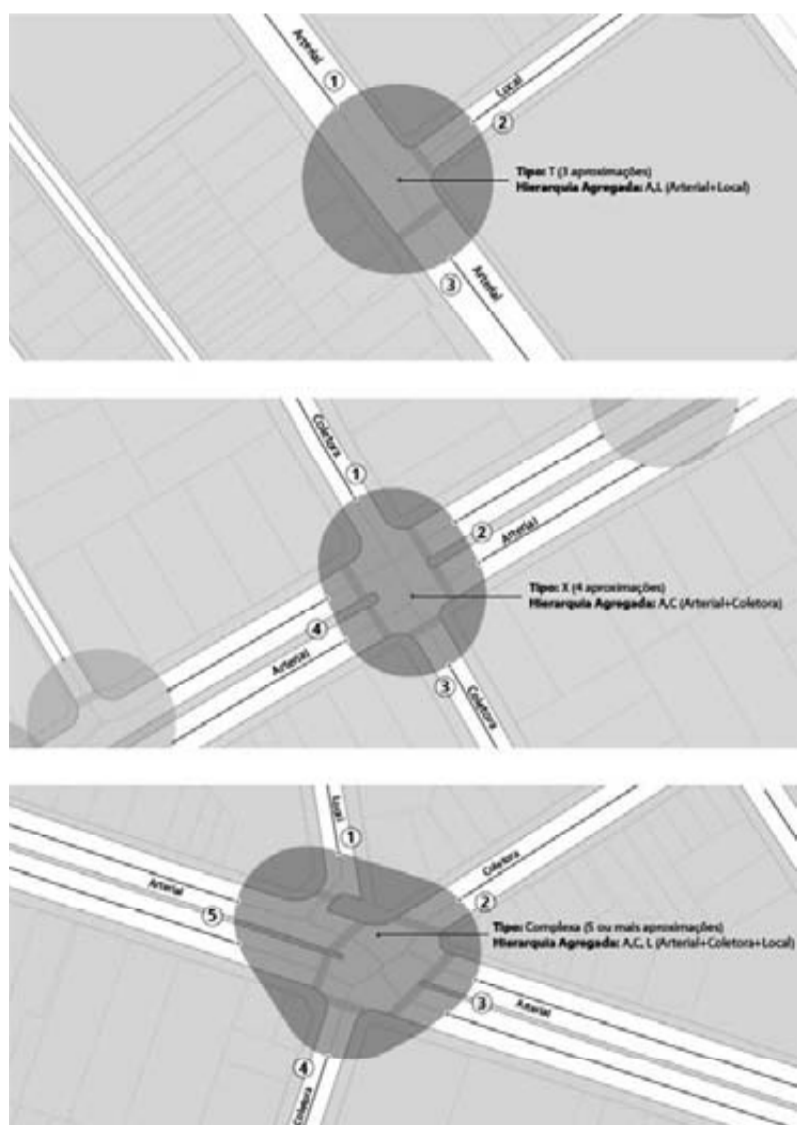 Arterial
①
Local
②
Tipo: T (3 aproximações)
Hierarquia Agregada: A,L (Arterial+Local)
③
Arterial
Coletora
①
②
Arterial
Tipo: X (4 aproximações)
Hierarquia Agregada: A,C (Arterial+Coletora)
④
Arterial
③
Coletora
Local
①
Coletora
②
Arterial
⑤
Tipo: Complexa (5 ou mais aproximações)
Hierarquia Agregada: A,C, L (Arterial+Coletora+Local)
③
Arterial
④
Coletora